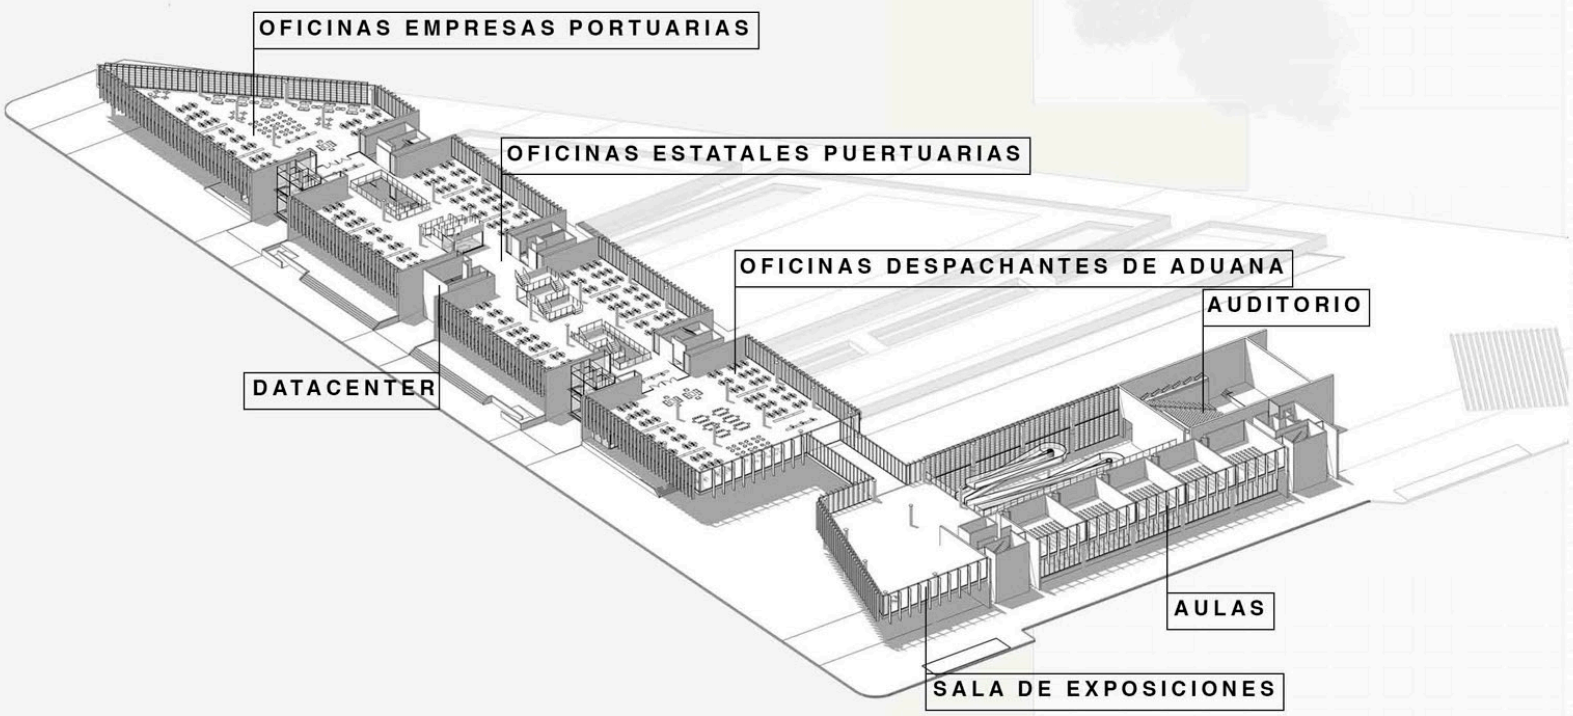 OFICINAS EMPRESAS PORTUARIAS
OFICINAS ESTATALES PUERTUARIAS
OFICINAS DESPACHANTES DE ADUANA
AUDITORIO
DATACENTER
AULAS
SALA DE EXPOSICIONES